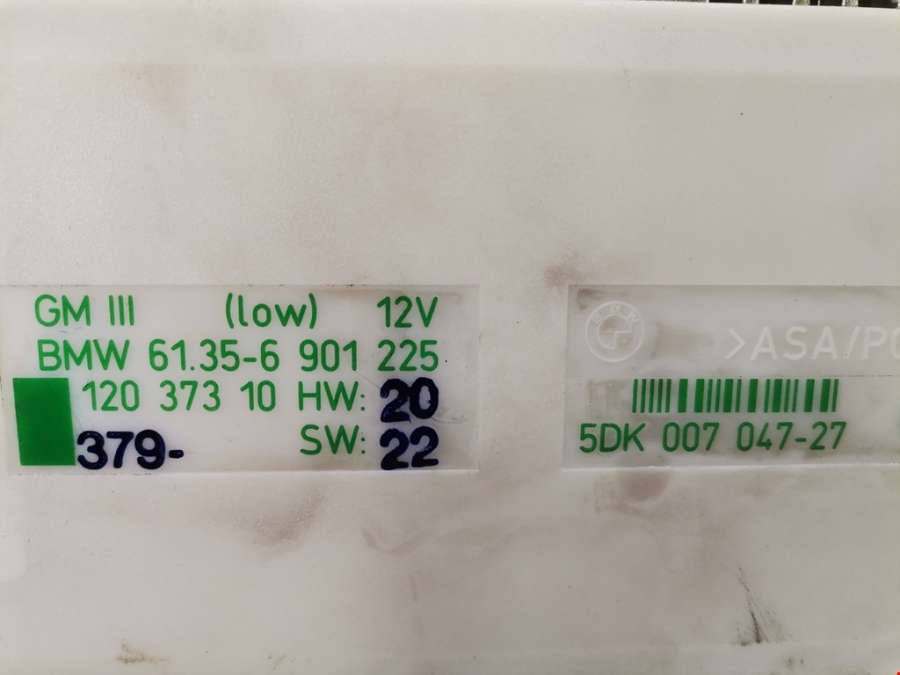 GM III (low) 12V
BMW 61.35-6 901 225
120 373 10 HW: 20
379- SW: 22
>ASA/PC
5DK 007 047-27